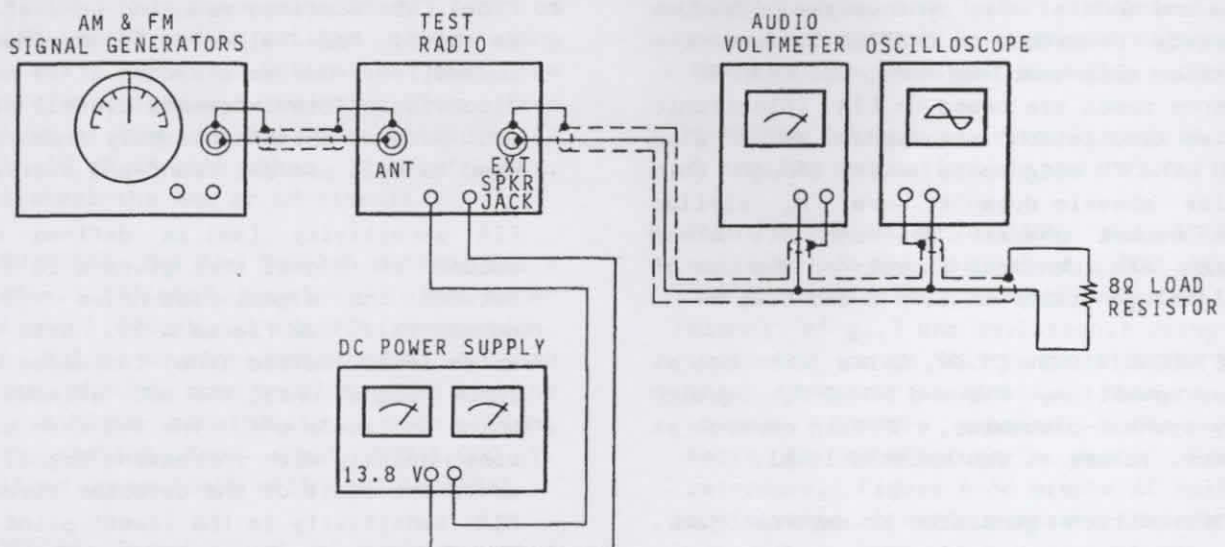 AM & FM
SIGNAL GENERATORS
TEST
RADIO
AUDIO
VOLTMETER
OSCILLOSCOPE
ANT
EXT
SPKR
JACK
8Ω LOAD
RESISTOR
DC POWER SUPPLY
13.8 V